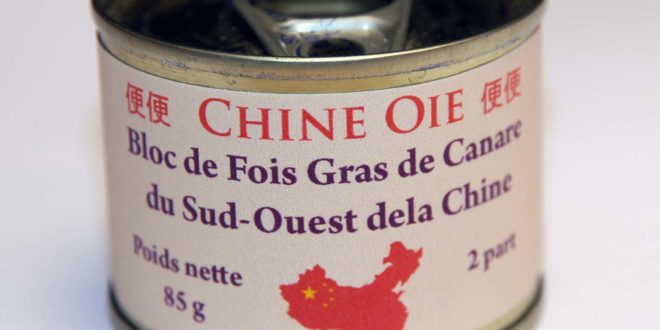 便便 CHINE OIE 便便
Bloc de Fois Gras de Canare
du Sud-Ouest dela Chine
Poids nette 2 part
85 g